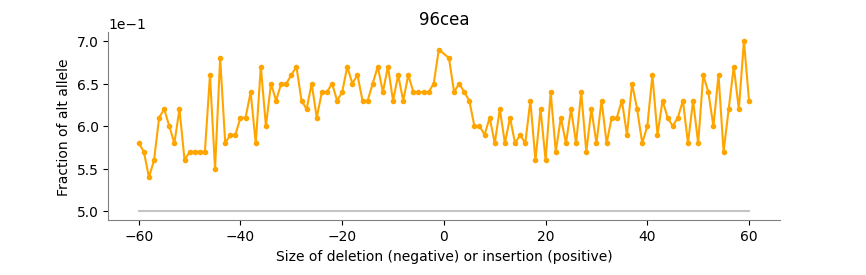 96cea
1e−1
7.0
6.5
6.0
5.5
5.0
Fraction of alt allele
−60 −40 −20 0 20 40 60
Size of deletion (negative) or insertion (positive)